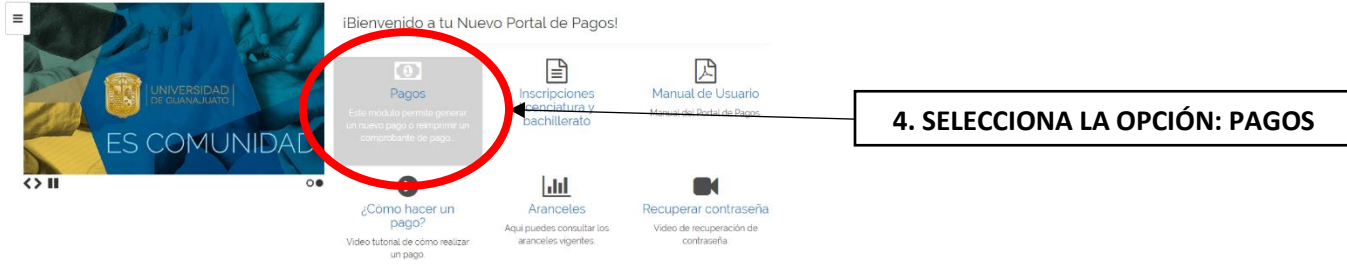 ¡Bienvenido a tu Nuevo Portal de Pagos!
UNIVERSIDAD
DE GUANAJUATO
ES COMUNIDAD
Pagos
Este módulo permite generar
un nuevo pago o reimprimir un
comprobante de pago.
Inscripciones
licenciatura y
bachillerato
Manual de Usuario
Manual del Portal de Pagos
4. SELECCIONA LA OPCIÓN: PAGOS
¿Cómo hacer un
pago?
Video tutorial de cómo realizar
un pago.
Aranceles
Aquí puedes consultar los
aranceles vigentes.
Recuperar contraseña
Video de recuperación de
contraseña.